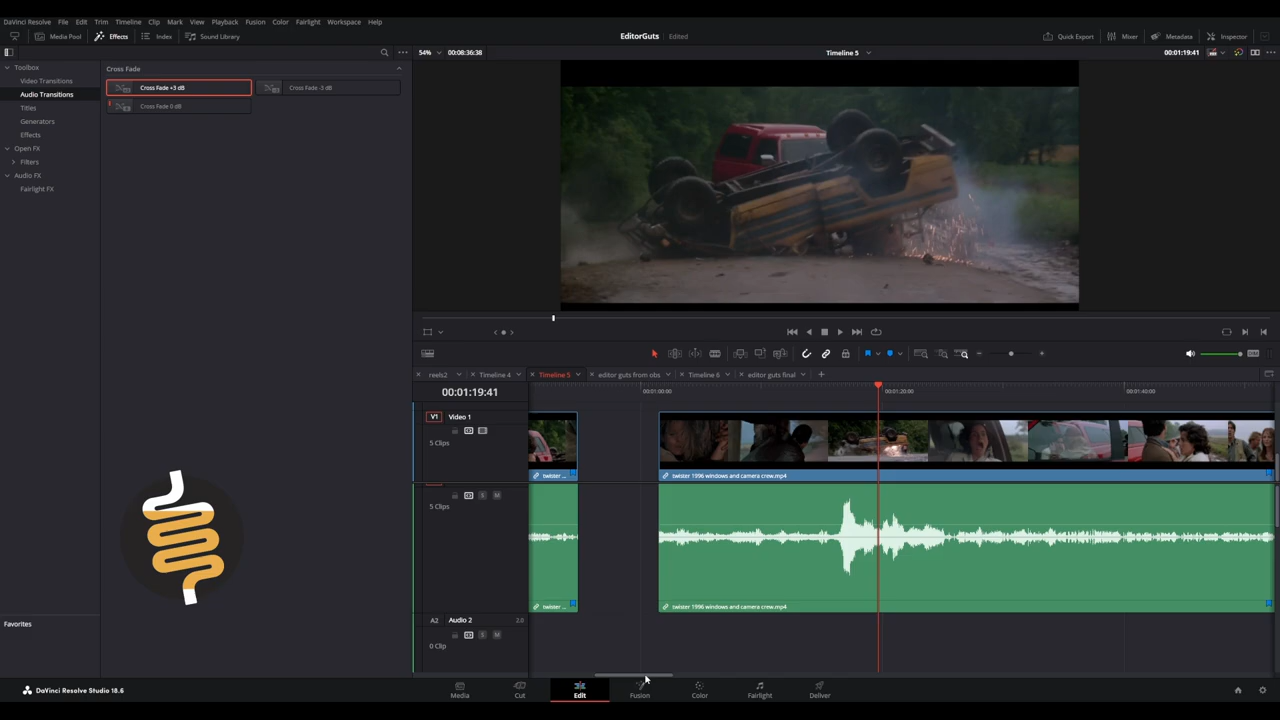 DaVinci Resolve File Edit Trim Timeline Clip Mark View Playback Fusion Color Fairlight Workspace Help
Media Pool Effects Index Sound Library EditorGuts Edited Quick Export Mixer Metadata Inspector
54% 00:08:36:38 Timeline 5 00:01:19:41
Toolbox
Video Transitions
Audio Transitions
Titles
Generators
Effects
Open FX
Filters
Audio FX
Fairlight FX
Cross Fade
Cross Fade +3 dB Cross Fade -3 dB
Cross Fade 0 dB
reels2 Timeline 4 Timeline 5 editor guts from obs Timeline 6 editor guts final
00:01:19:41 00:01:00:00 00:01:20:00 00:01:40:00
V1 Video 1
5 Clips
twister ... twister 1996 windows and camera crew.mp4
S M
5 Clips
twister ... twister 1996 windows and camera crew.mp4
A2 Audio 2 2.0
S M
0 Clip
Favorites
DaVinci Resolve Studio 18.6
Media Cut Edit Fusion Color Fairlight Deliver